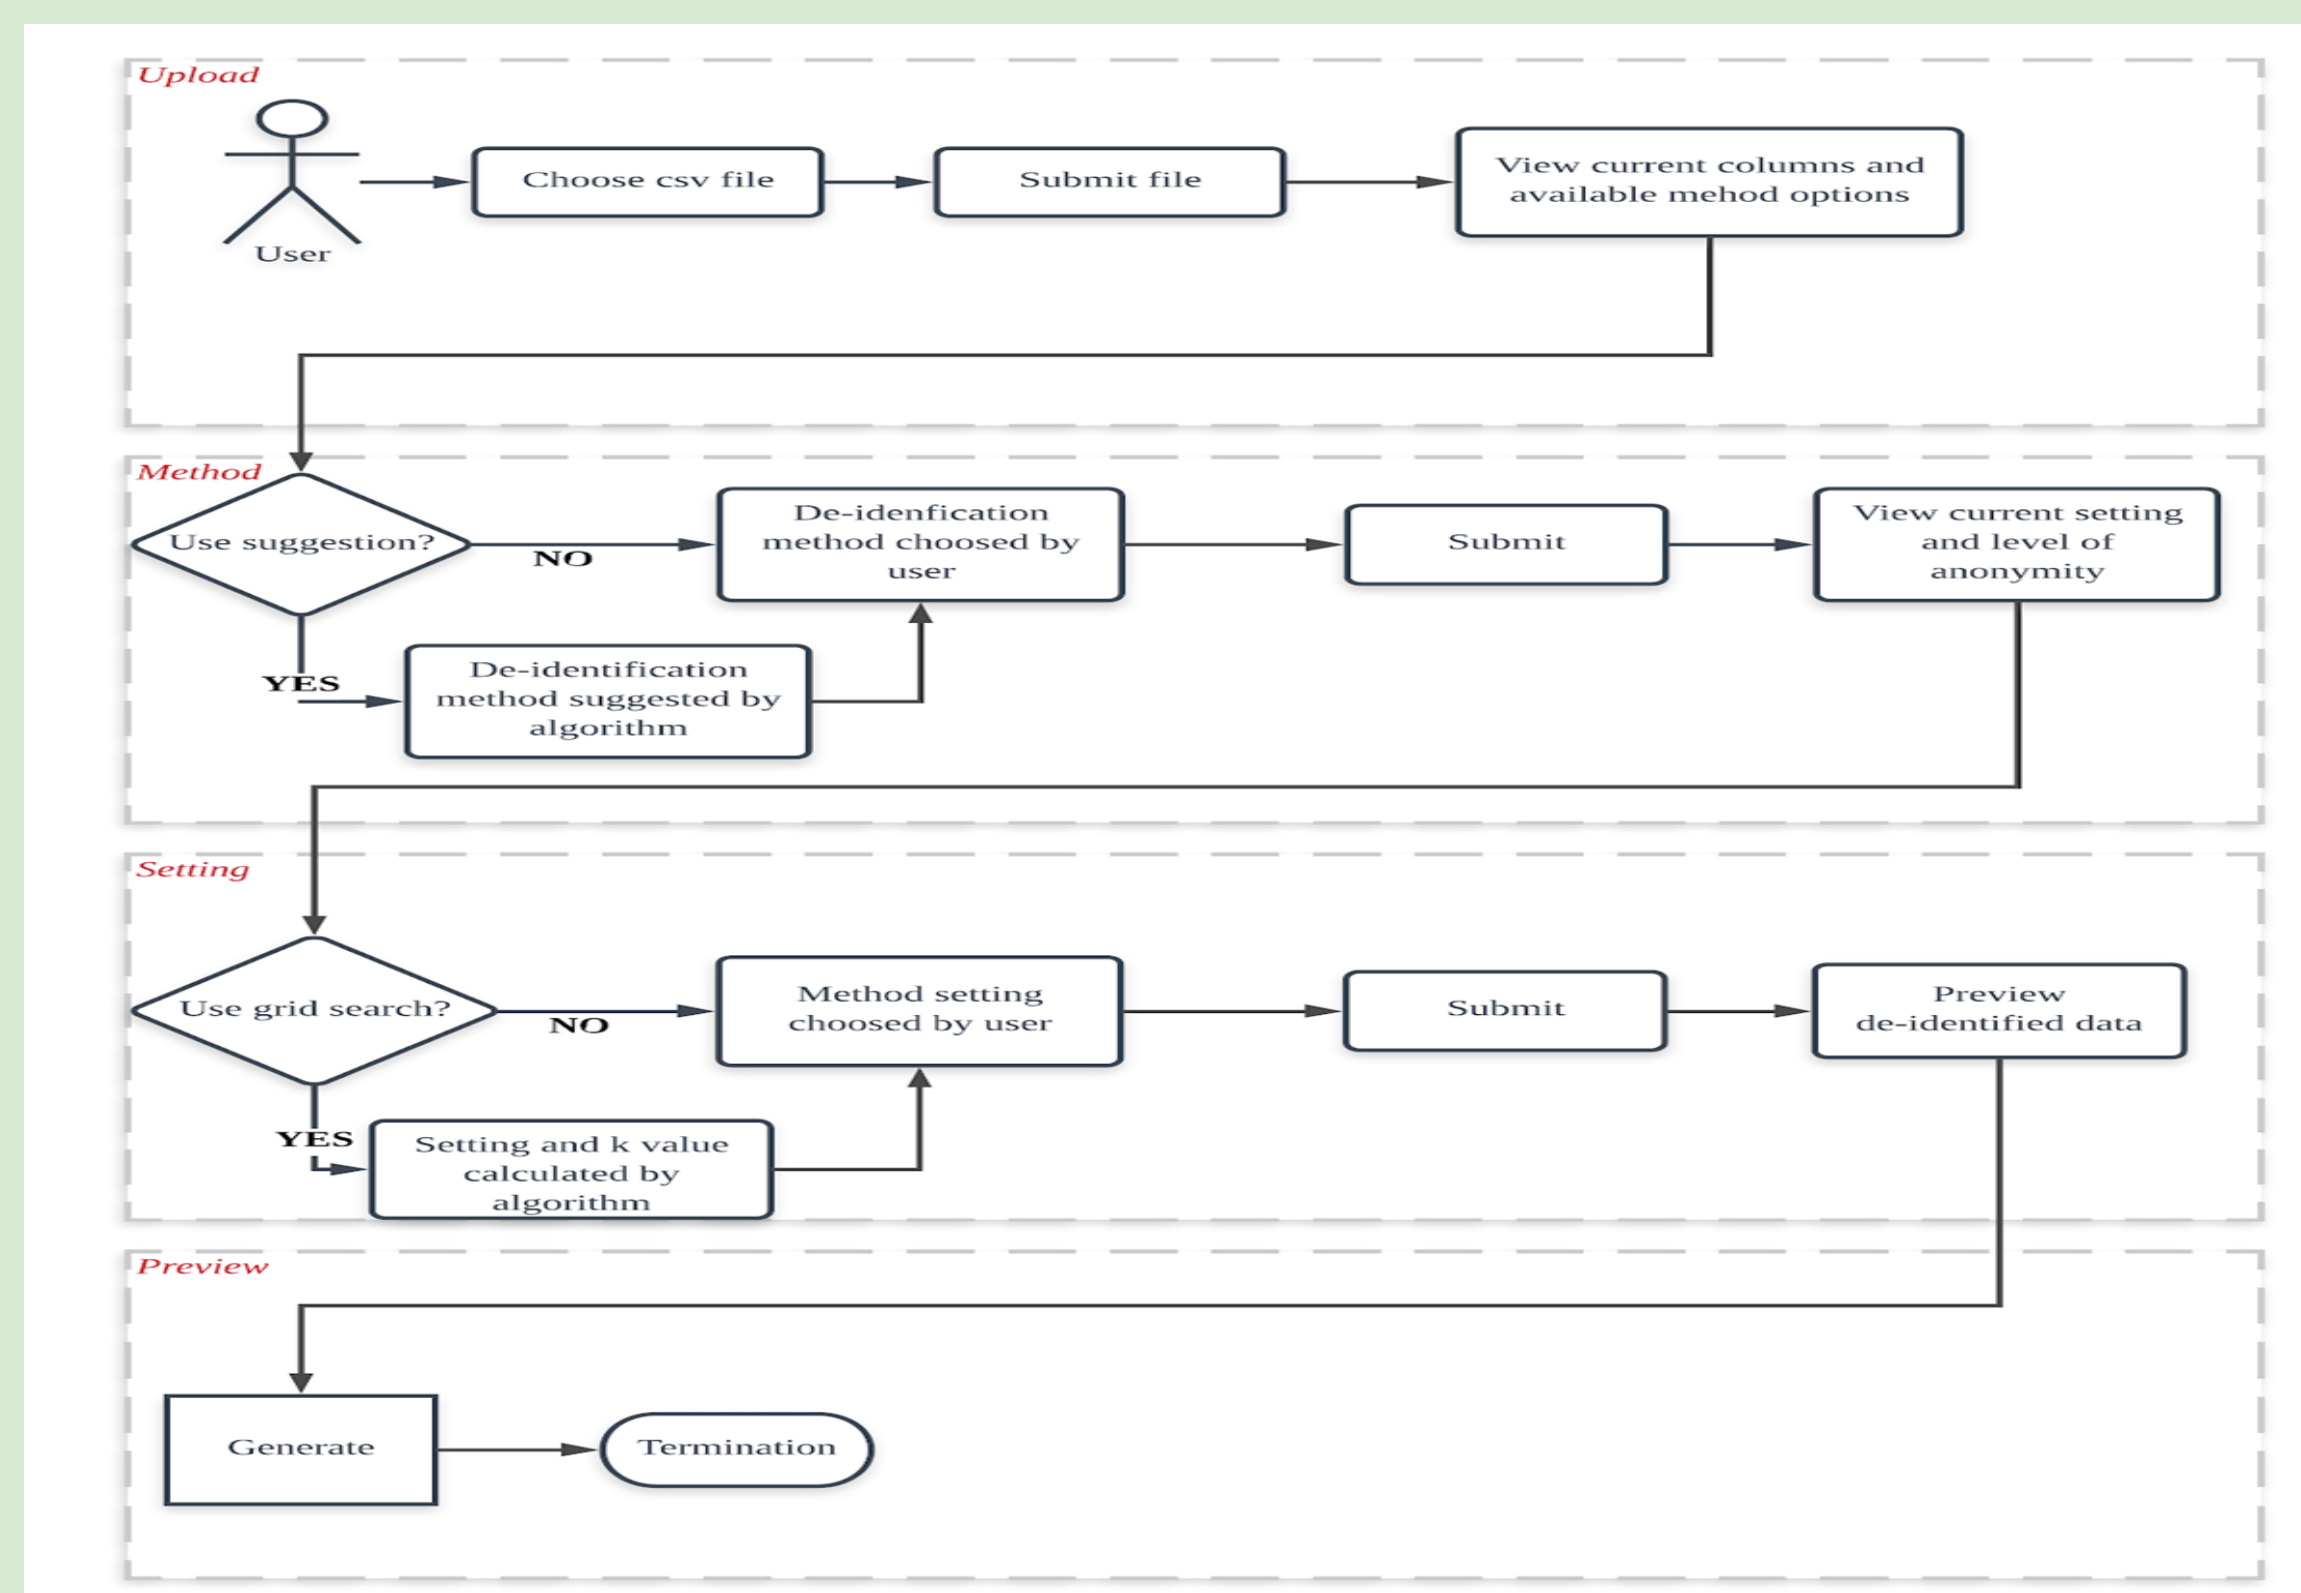 Upload
User
Choose csv file
Submit file
View current columns and
available mehod options
Method
Use suggestion?
NO
YES
De-idenfication
method choosed by
user
Submit
View current setting
and level of
anonymity
De-identification
method suggested by
algorithm
Setting
Use grid search?
NO
YES
Method setting
choosed by user
Submit
Preview
de-identified data
Setting and k value
calculated by
algorithm
Preview
Generate
Termination